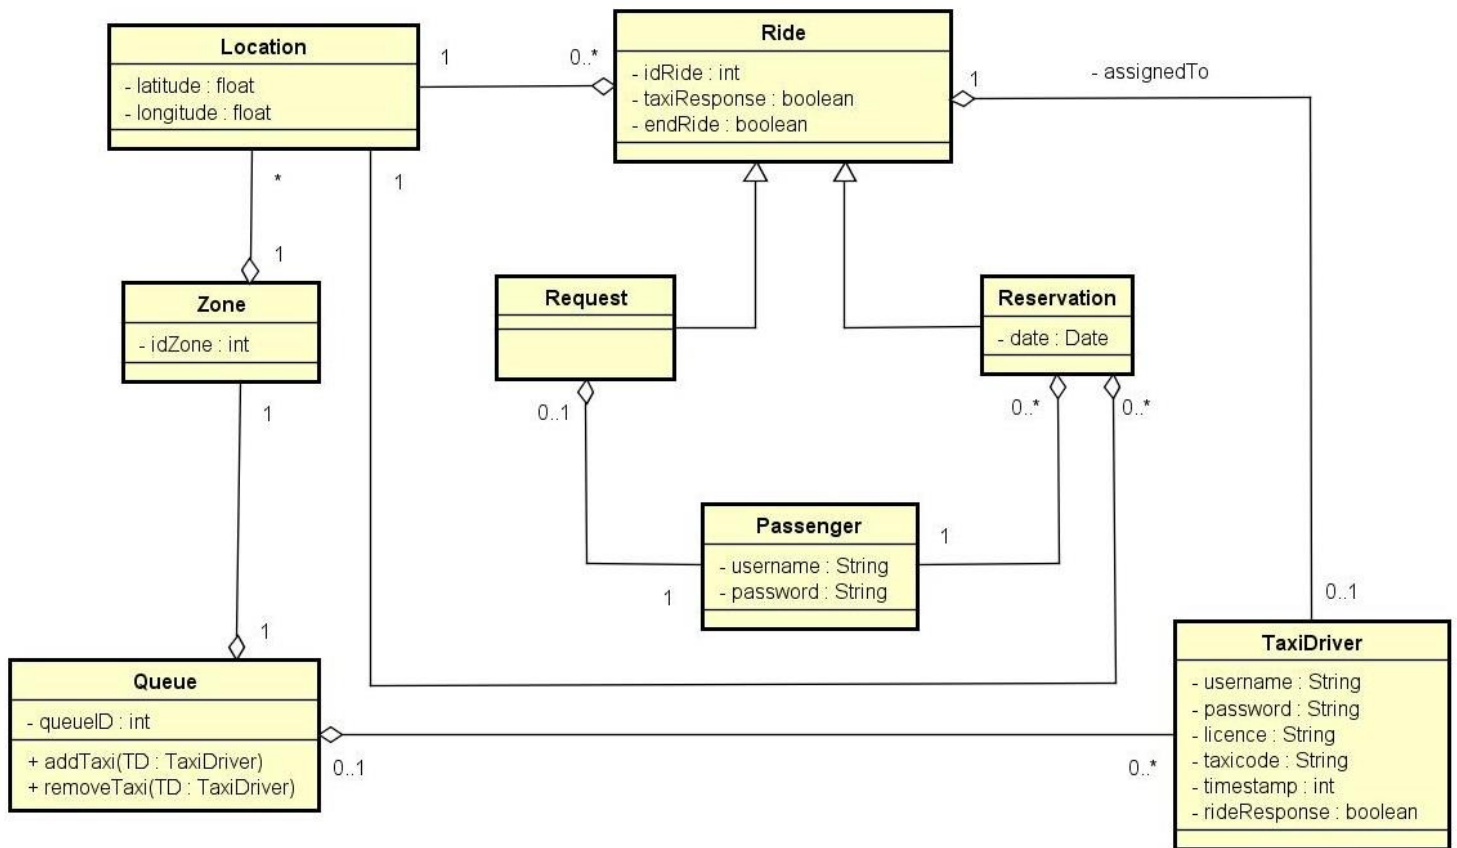 Location
- latitude : float
- longitude : float
1
0..*
Ride
- idRide : int
- taxiResponse : boolean
- endRide : boolean
1
- assignedTo
*
1
1
Zone
- idZone : int
1
Request
0..1
Reservation
- date : Date
0..*
0..*
Passenger
- username : String
- password : String
1
1
1
Queue
- queueID : int
+ addTaxi(TD : TaxiDriver)
+ removeTaxi(TD : TaxiDriver)
0..1
0..*
0..1
TaxiDriver
- username : String
- password : String
- licence : String
- taxicode : String
- timestamp : int
- rideResponse : boolean